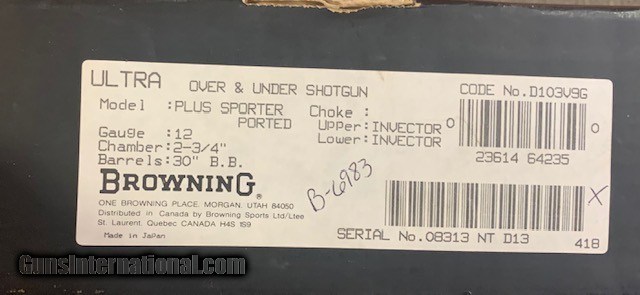 ULTRA OVER & UNDER SHOTGUN CODE No.D103V9G
Model :PLUS SPORTER Choke :
PORTED Upper:INVECTOR
Gauge :12 Lower:INVECTOR
Chamber:2-3/4"
Barrels:30" B.B.
0 0
23614 64235
BROWNING®
B-6983
ONE BROWNING PLACE, MORGAN, UTAH 84050
Distributed in Canada by Browning Sports Ltd/Ltee
St. Laurent, Quebec CANADA H4S 1S9
Made in Japan
X
SERIAL No.08313 NT D13
418
GunsInternational.com